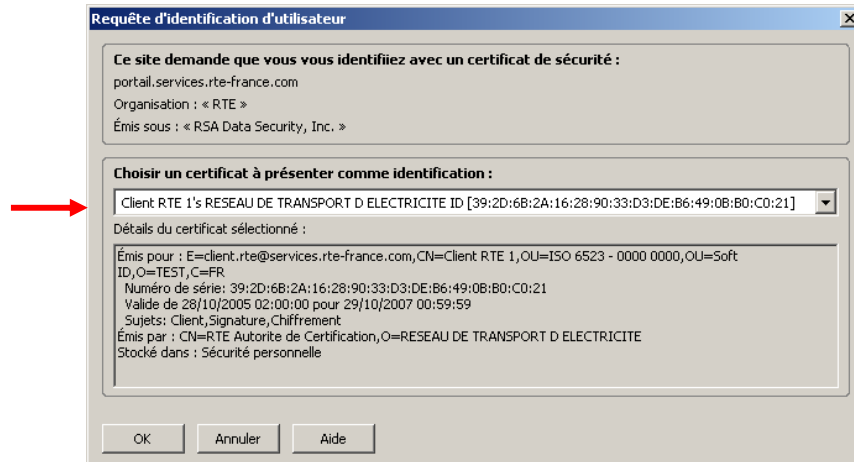 Requête d'identification d'utilisateur
Ce site demande que vous vous identifiiez avec un certificat de sécurité :
portail.services.rte-france.com
Organisation : « RTE »
Émis sous : « RSA Data Security, Inc. »
Choisir un certificat à présenter comme identification :
Client RTE 1's RESEAU DE TRANSPORT D ELECTRICITE ID [39:2D:6B:2A:16:28:90:33:D3:DE:B6:49:0B:B0:C0:21]
Détails du certificat sélectionné :
Émis pour : E=client.rte@services.rte-france.com,CN=Client RTE 1,OU=ISO 6523 - 0000 0000,OU=Soft
ID,O=TEST,C=FR
Numéro de série: 39:2D:6B:2A:16:28:90:33:D3:DE:B6:49:0B:B0:C0:21
Valide de 28/10/2005 02:00:00 pour 29/10/2007 00:59:59
Sujets: Client,Signature,Chiffrement
Émis par : CN=RTE Autorite de Certification,O=RESEAU DE TRANSPORT D ELECTRICITE
Stocké dans : Sécurité personnelle
OK Annuler Aide